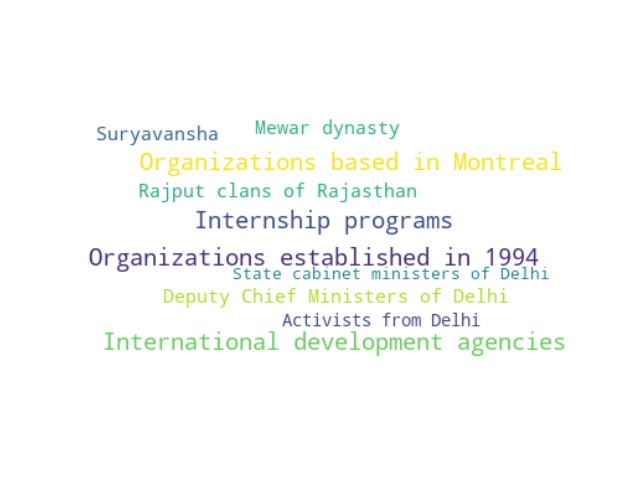 Suryavansha
Mewar dynasty
Organizations based in Montreal
Rajput clans of Rajasthan
Internship programs
Organizations established in 1994
State cabinet ministers of Delhi
Deputy Chief Ministers of Delhi
Activists from Delhi
International development agencies